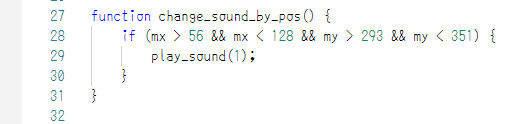 27 function change_sound_by_pos() {
28 if (mx > 56 && mx < 128 && my > 293 && my < 351) {
29 play_sound(1);
30 }
31 }
32